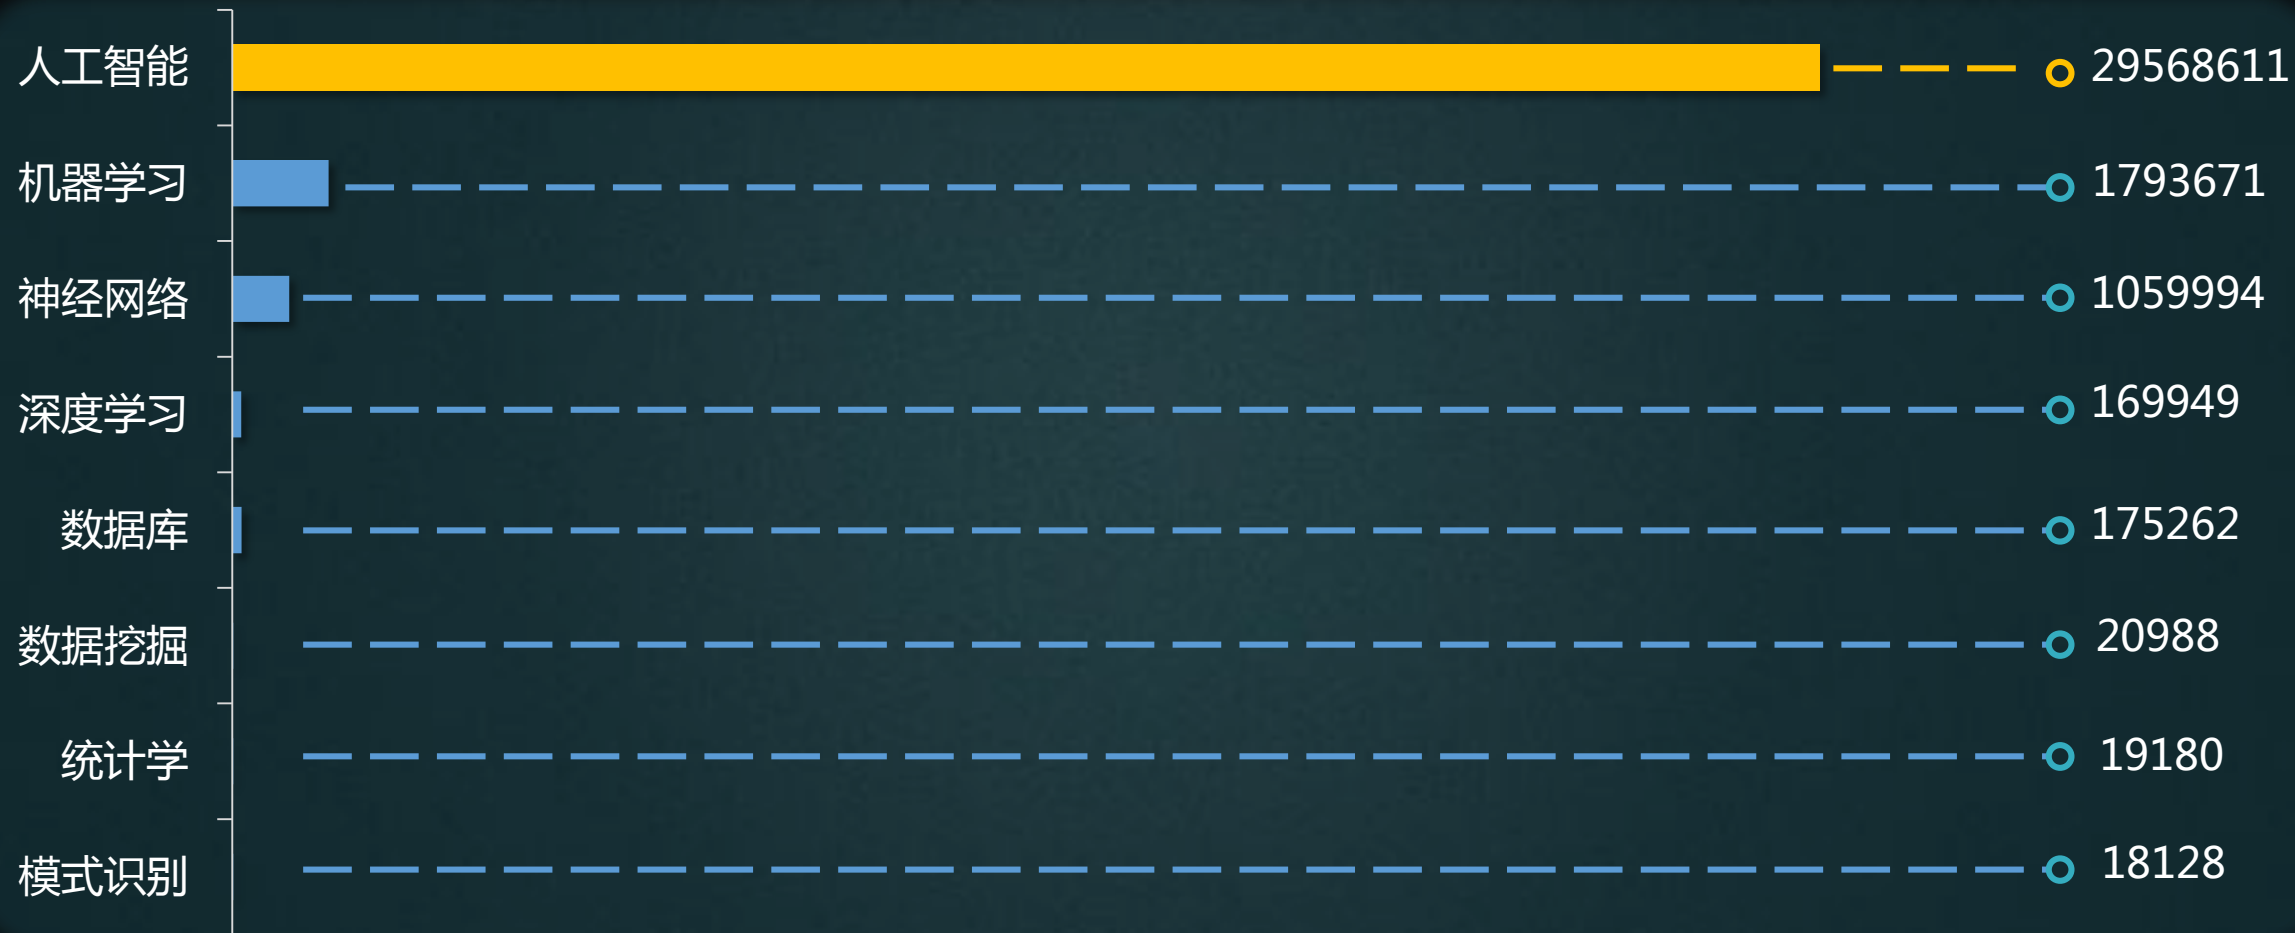 人工智能 29568611
机器学习 1793671
神经网络 1059994
深度学习 169949
数据库 175262
数据挖掘 20988
统计学 19180
模式识别 18128